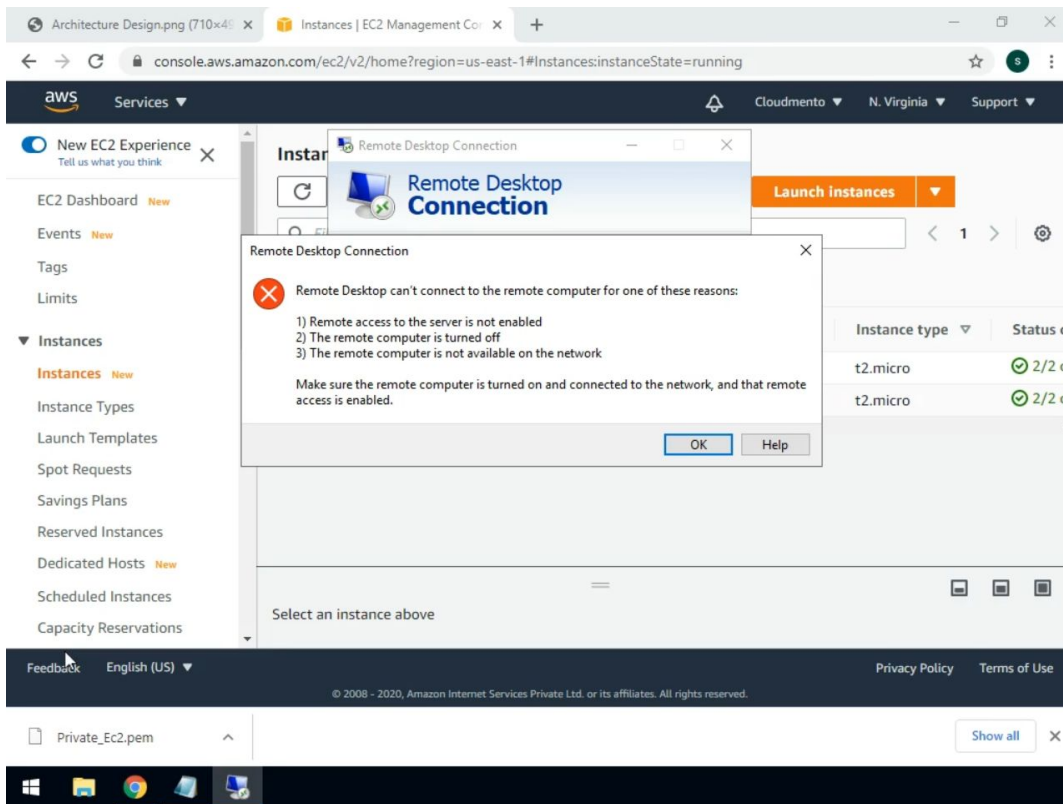 Architecture Design.png (710×49
Instances | EC2 Management Con
console.aws.amazon.com/ec2/v2/home?region=us-east-1#Instances:instanceState=running
S
aws
Services
Cloudmento
N. Virginia
Support
New EC2 Experience
Tell us what you think
EC2 Dashboard New
Events New
Tags
Limits
Instances
Instances New
Instance Types
Launch Templates
Spot Requests
Savings Plans
Reserved Instances
Dedicated Hosts New
Scheduled Instances
Capacity Reservations
Instan
Launch instances
1
Instance type
Status
t2.micro
2/2
t2.micro
2/2
Select an instance above
Remote Desktop Connection
Remote Desktop
Connection
Remote Desktop Connection
Remote Desktop can't connect to the remote computer for one of these reasons:
1) Remote access to the server is not enabled
2) The remote computer is turned off
3) The remote computer is not available on the network
Make sure the remote computer is turned on and connected to the network, and that remote
access is enabled.
OK
Help
Feedback
English (US)
Privacy Policy
Terms of Use
© 2008 - 2020, Amazon Internet Services Private Ltd. or its affiliates. All rights reserved.
Private_Ec2.pem
Show all